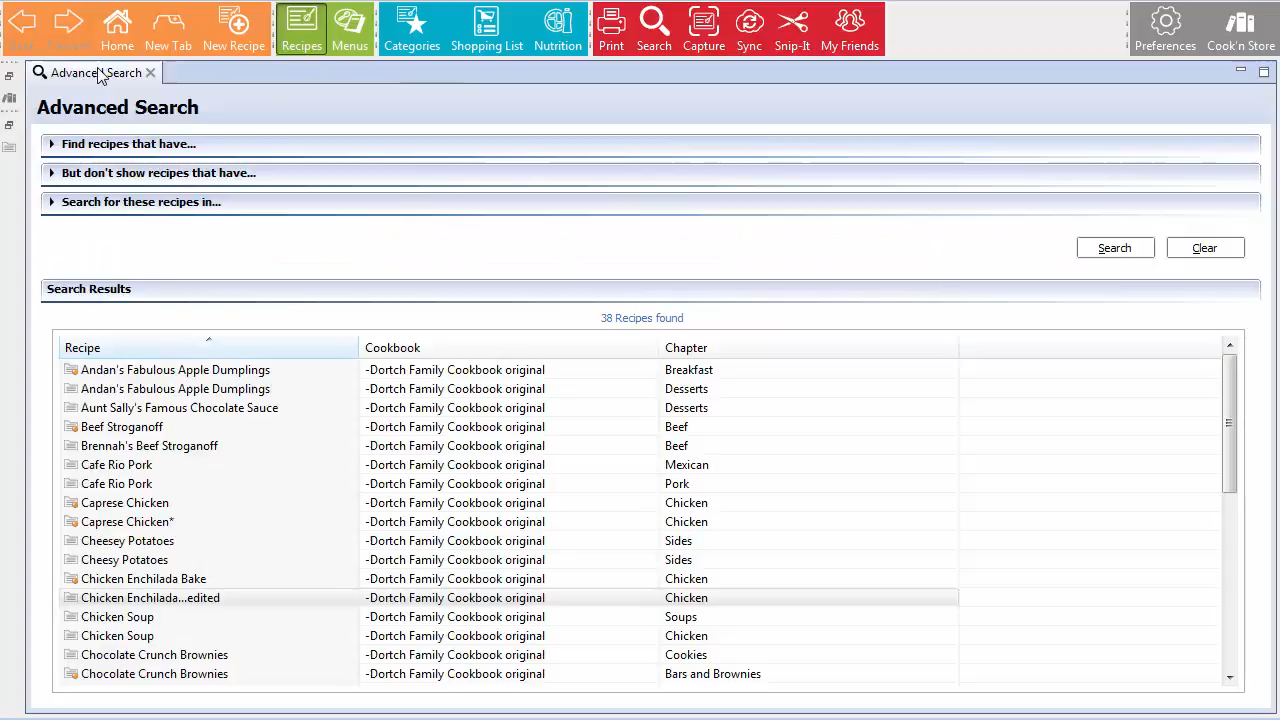 Home New Tab New Recipe Recipes Menus Categories Shopping List Nutrition Print Search Capture Sync Snip-It My Friends Preferences Cook'n Store
Advanced Search
Advanced Search
Find recipes that have...
But don't show recipes that have...
Search for these recipes in...
Search Clear
Search Results
38 Recipes found
Recipe Cookbook Chapter
Andan's Fabulous Apple Dumplings -Dortch Family Cookbook original Breakfast
Andan's Fabulous Apple Dumplings -Dortch Family Cookbook original Desserts
Aunt Sally's Famous Chocolate Sauce -Dortch Family Cookbook original Desserts
Beef Stroganoff -Dortch Family Cookbook original Beef
Brennah's Beef Stroganoff -Dortch Family Cookbook original Beef
Cafe Rio Pork -Dortch Family Cookbook original Mexican
Cafe Rio Pork -Dortch Family Cookbook original Pork
Caprese Chicken -Dortch Family Cookbook original Chicken
Caprese Chicken* -Dortch Family Cookbook original Chicken
Cheesey Potatoes -Dortch Family Cookbook original Sides
Cheesy Potatoes -Dortch Family Cookbook original Sides
Chicken Enchilada Bake -Dortch Family Cookbook original Chicken
Chicken Enchilada...edited -Dortch Family Cookbook original Chicken
Chicken Soup -Dortch Family Cookbook original Soups
Chicken Soup -Dortch Family Cookbook original Chicken
Chocolate Crunch Brownies -Dortch Family Cookbook original Cookies
Chocolate Crunch Brownies -Dortch Family Cookbook original Bars and Brownies